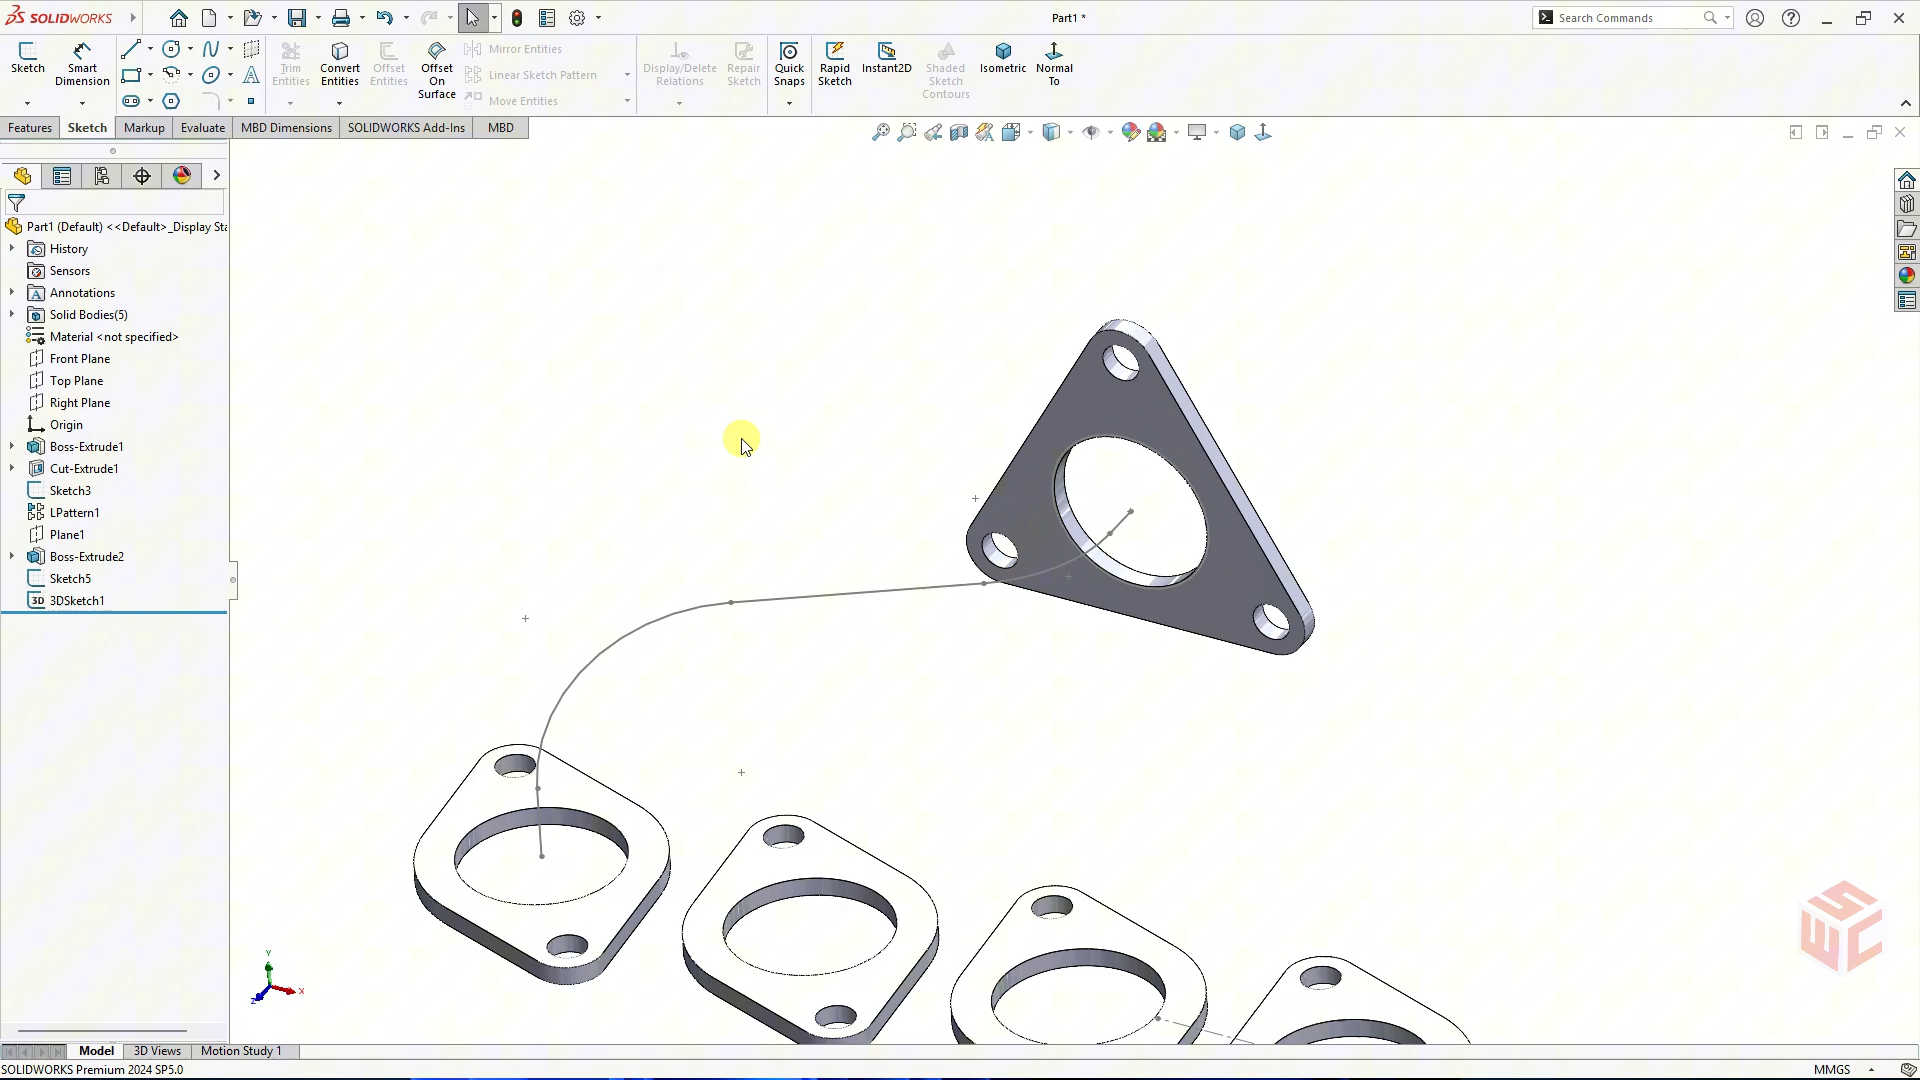 SOLIDWORKS
Part1 *
Search Commands
Sketch
Smart Dimension
Trim Entities
Convert Entities
Offset Entities
Offset On Surface
Mirror Entities
Linear Sketch Pattern
Move Entities
Display/Delete Relations
Repair Sketch
Quick Snaps
Rapid Sketch
Instant2D
Shaded Sketch Contours
Isometric
Normal To
Features
Sketch
Markup
Evaluate
MBD Dimensions
SOLIDWORKS Add-Ins
MBD
Part1 (Default) <<Default>_Display Sta
History
Sensors
Annotations
Solid Bodies(5)
Material <not specified>
Front Plane
Top Plane
Right Plane
Origin
Boss-Extrude1
Cut-Extrude1
Sketch3
LPattern1
Plane1
Boss-Extrude2
Sketch5
3D 3DSketch1
Y
X
Z
SWC
Model
3D Views
Motion Study 1
SOLIDWORKS Premium 2024 SP5.0
MMGS